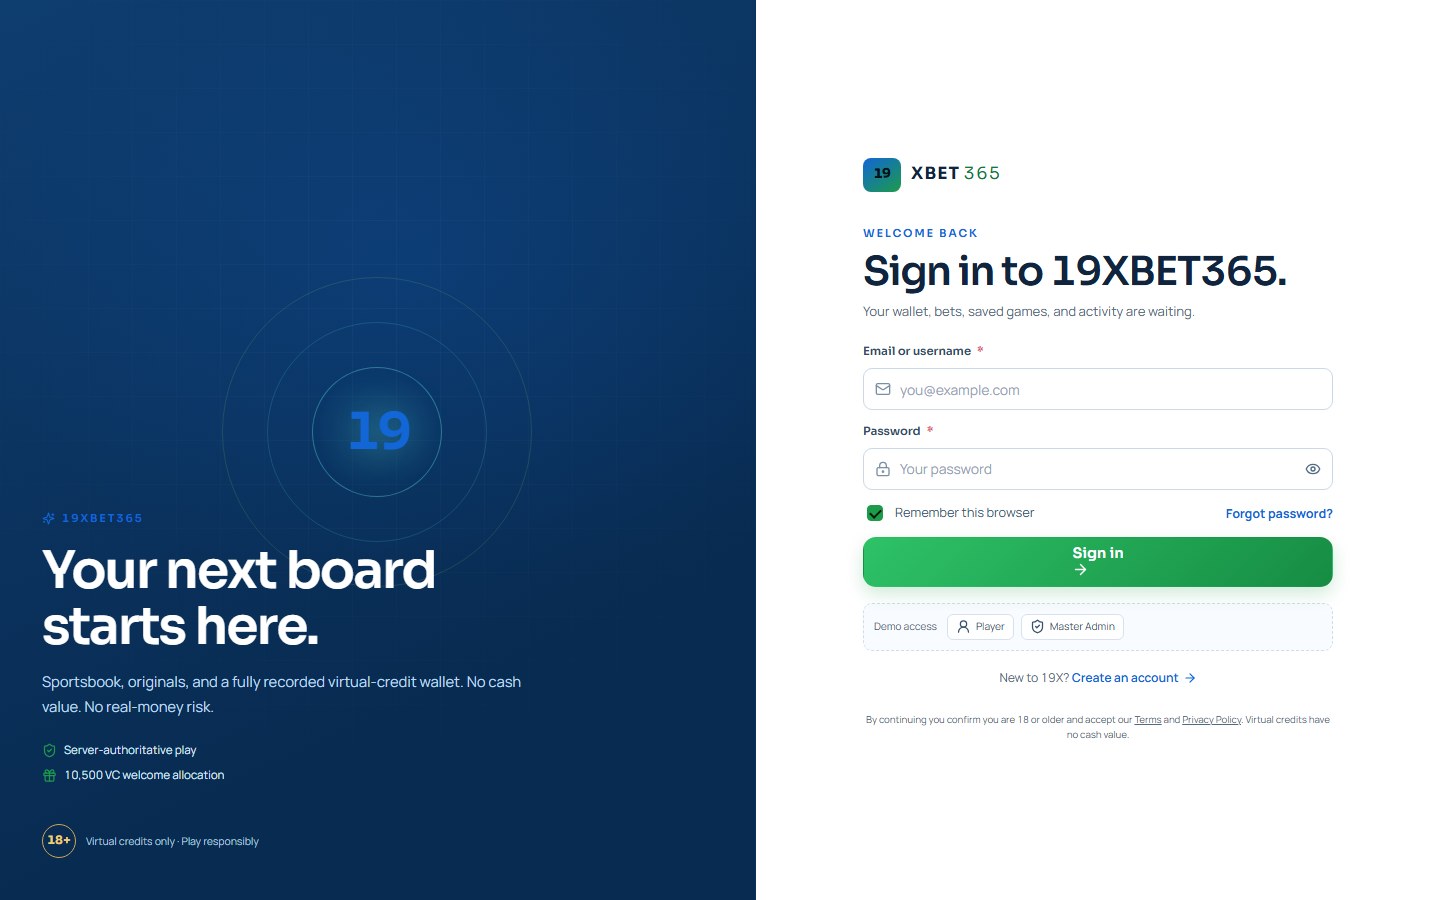 19
19XBET365
Your next board
starts here.
Sportsbook, originals, and a fully recorded virtual-credit wallet. No cash
value. No real-money risk.
Server-authoritative play
10,500 VC welcome allocation
18+ Virtual credits only · Play responsibly
19 XBET 365
WELCOME BACK
Sign in to 19XBET365.
Your wallet, bets, saved games, and activity are waiting.
Email or username *
you@example.com
Password *
Your password
Remember this browser Forgot password?
Sign in
→
Demo access Player Master Admin
New to 19X? Create an account →
By continuing you confirm you are 18 or older and accept our Terms and Privacy Policy. Virtual credits have
no cash value.